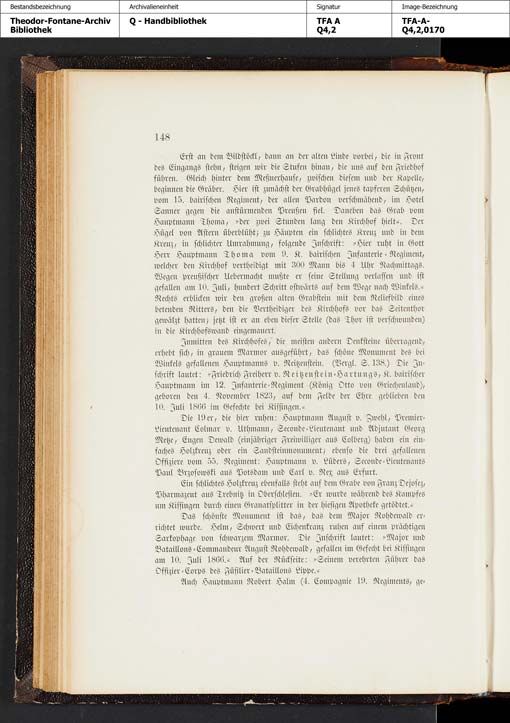 Bestandsbezeichnung Archivalieneinheit Signatur Image-Bezeichnung
Theodor-Fontane-Archiv Q - Handbibliothek TFA A TFA-A-
Bibliothek Q4,2 Q4,2,0170
148
Erst an dem Bildstöckl, dann an der alten Linde vorbei, die in Front
des Eingangs stehn, steigen wir die Stufen hinan, die uns auf den Friedhof
führen. Gleich hinter dem Meßnerhause, zwischen diesem und der Kapelle,
beginnen die Gräber. Hier ist zunächst der Grabhügel jenes tapferen Schützen,
vom 15. bairischen Regiment, der allen Pardon verschmähend, im Hotel
Sanner gegen die anstürmenden Preußen fiel. Daneben das Grab vom
Hauptmann Thoma, »der zwei Stunden lang den Kirchhof hielt«. Der
Hügel von Astern überblüht; zu Häupten ein schlichtes Kreuz und in dem
Kreuz, in schlichter Umrahmung, folgende Inschrift: »Hier ruht in Gott
Herr Hauptmann Thoma vom 9. K. bairischen Infanterie-Regiment,
welcher den Kirchhof vertheidigt mit 300 Mann bis 4 Uhr Nachmittags.
Wegen preußischer Uebermacht mußte er seine Stellung verlassen und ist
gefallen am 10. Juli, hundert Schritt ostwärts auf dem Wege nach Winkels.«
Rechts erblicken wir den großen alten Grabstein mit dem Reliefbild eines
betenden Ritters, den die Vertheidiger des Kirchhofs vor das Seitenthor
gewälzt hatten; jetzt ist er an eben dieser Stelle (das Thor ist verschwunden)
in die Kirchhofswand eingemauert.
Inmitten des Kirchhofes, die meisten andern Denksteine überragend,
erhebt sich, in grauem Marmor ausgeführt, das schöne Monument des bei
Winkels gefallenen Hauptmanns v. Reitzenstein. (Vergl. S. 138.) Die In-
schrift lautet: »Friedrich Freiherr v. Reitzenstein-Hartungs, K. bairischer
Hauptmann im 12. Infanterie-Regiment (König Otto von Griechenland),
geboren den 4. November 1823, auf dem Felde der Ehre geblieben den
10. Juli 1866 im Gefechte bei Kissingen.«
Die 19er, die hier ruhen: Hauptmann August v. Zwehl, Premier-
Lieutenant Colmar v. Uthmann, Seconde-Lieutenant und Adjutant Georg
Metze, Eugen Dewald (einjähriger Freiwilliger aus Colberg) haben ein ein-
faches Holzkreuz oder ein Sandsteinmonument; ebenso die drei gefallenen
Offiziere vom 55. Regiment: Hauptmann v. Lüders, Seconde-Lieutenants
Paul Brzosowski aus Potsdam und Carl v. Rex aus Erfurt.
Ein schlichtes Holzkreuz ebenfalls steht auf dem Grabe von Franz Dejosez,
Pharmazeut aus Trebnitz in Oberschlesien. »Er wurde während des Kampfes
um Kissingen durch einen Granatsplitter in der hiesigen Apotheke getödtet.«
Das schönste Monument ist das, das dem Major Rohdewald er-
richtet wurde. Helm, Schwert und Eichenkranz ruhen auf einem prächtigen
Sarkophage von schwarzem Marmor. Die Inschrift lautet: »Major und
Bataillons-Commandeur August Rohdewald, gefallen im Gefecht bei Kissingen
am 10. Juli 1866.« Auf der Rückseite: »Seinem verehrten Führer das
Offizier-Corps des Füsilier-Bataillons Lippe.«
Auch Hauptmann Robert Halm (4. Compagnie 19. Regiments, ge-